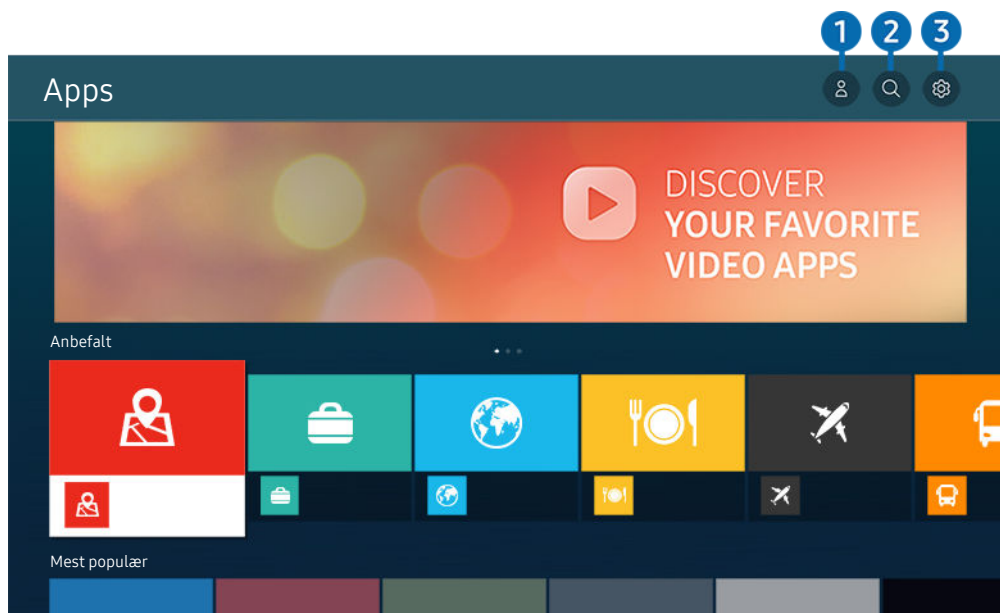 1 2 3
Apps
DISCOVER
YOUR FAVORITE
VIDEO APPS
Anbefalt
Mest populær